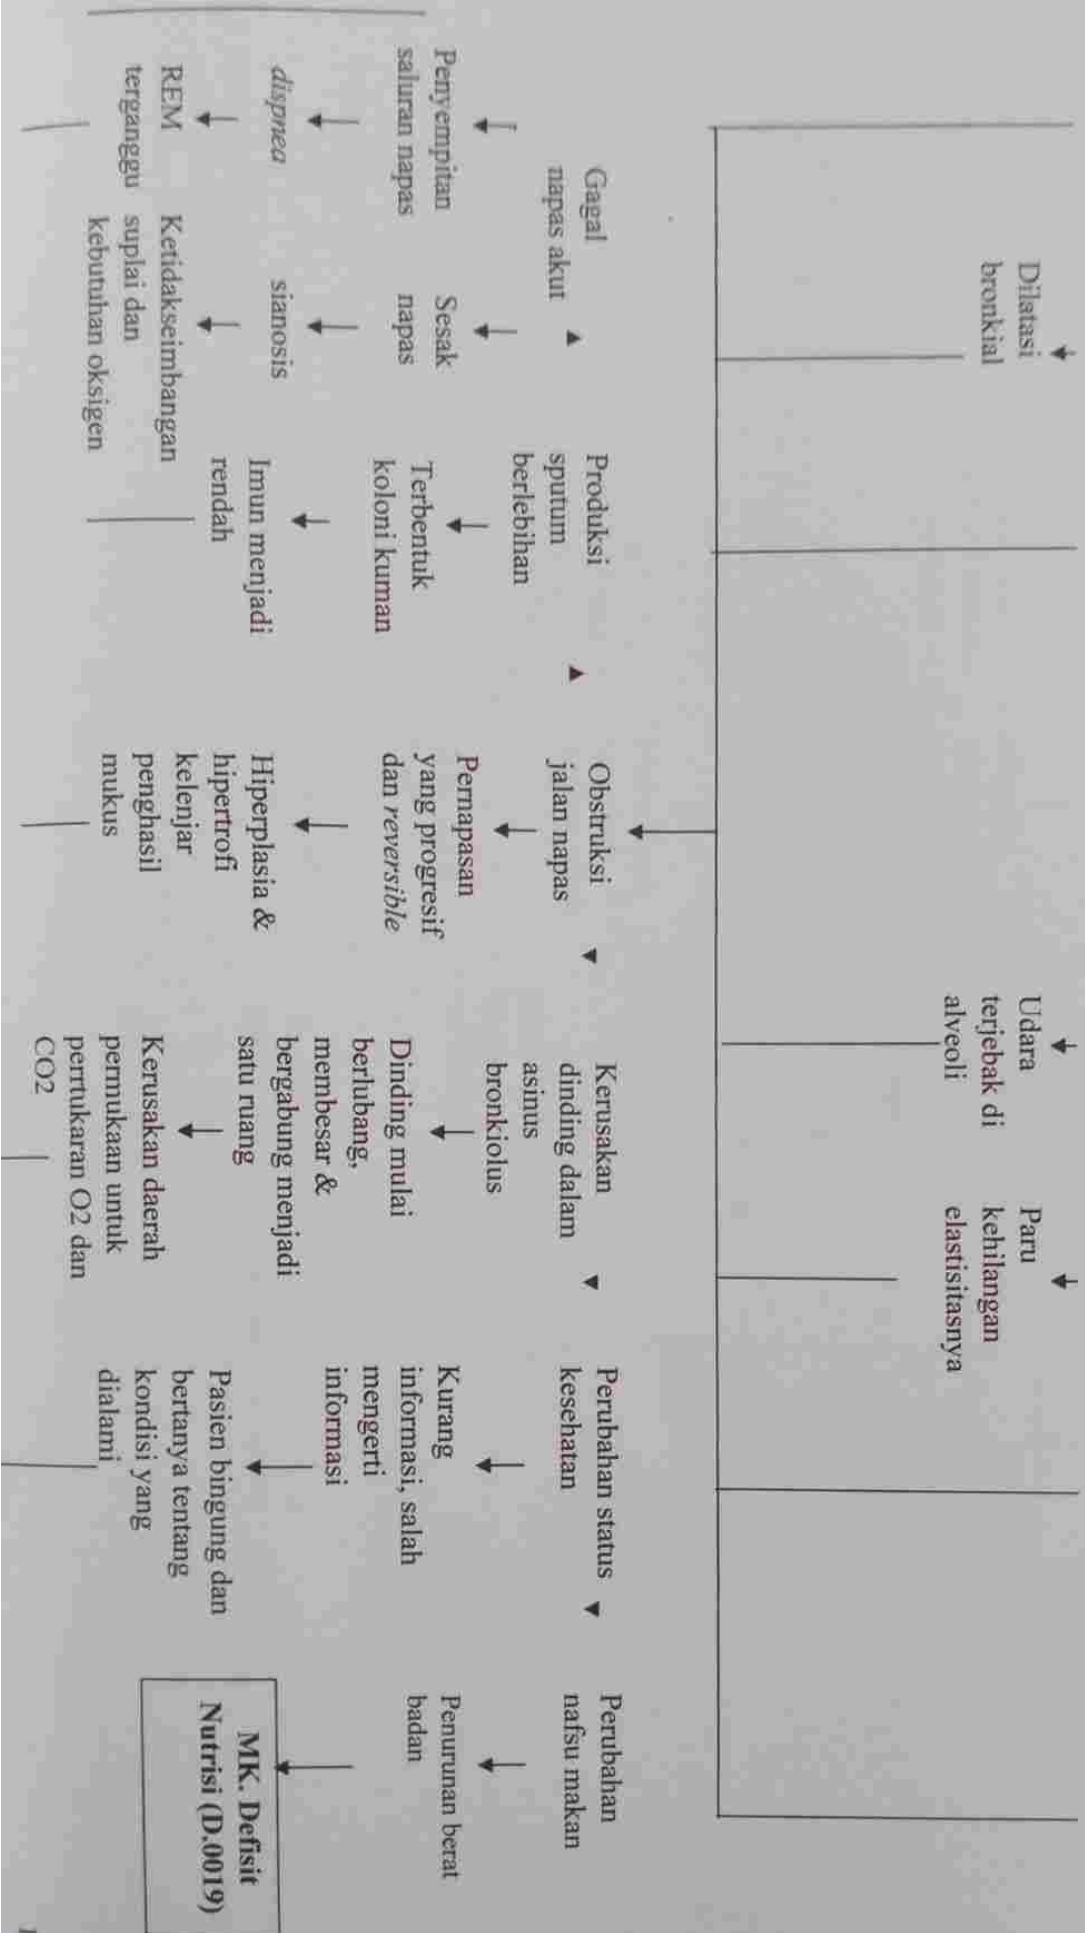 Dilatasi
bronkial
Udara
terjebak di
alveoli
Paru
kehilangan
elastisitasnya
Gagal
napas akut
Penyempitan
saluran napas
dispnea
REM
terganggu
Sesak
napas
sianosis
Ketidakseimbangan
suplai dan
kebutuhan oksigen
Produksi
sputum
berlebihan
Terbentuk
koloni kuman
Imun menjadi
rendah
Obstruksi
jalan napas
Pernapasan
yang progresif
dan reversible
Hiperplasia &
hipertrofi
kelenjar
penghasil
mukus
Kerusakan
dinding dalam
asinus
bronkiolus
Dinding mulai
berlubang,
membesar &
bergabung menjadi
satu ruang
Kerusakan daerah
permukaan untuk
perrtukaran O2 dan
CO2
Perubahan status
kesehatan
Kurang
informasi, salah
mengerti
informasi
Pasien bingung dan
bertanya tentang
kondisi yang
dialami
Perubahan
nafsu makan
Penurunan berat
badan
MK. Defisit
Nutrisi (D.0019)